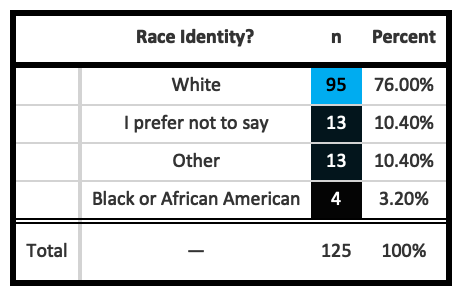 Race Identity? n Percent
White 95 76.00%
I prefer not to say 13 10.40%
Other 13 10.40%
Black or African American 4 3.20%
Total — 125 100%